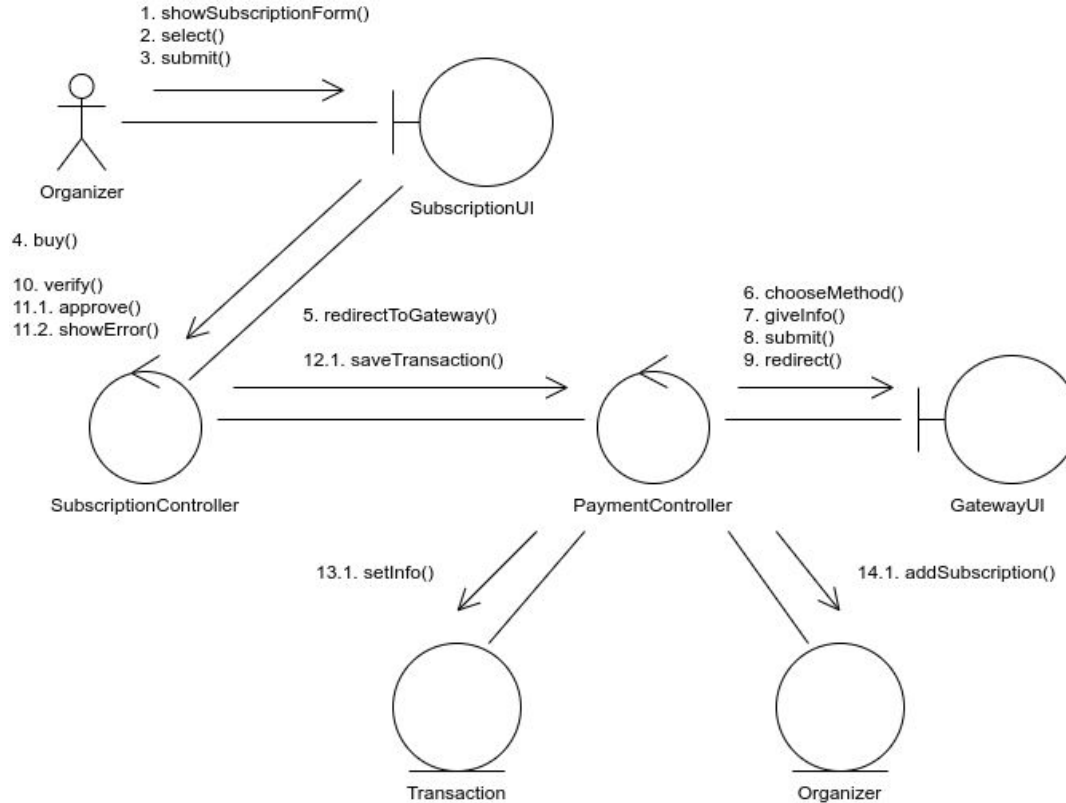 1. showSubscriptionForm()
2. select()
3. submit()
Organizer
SubscriptionUI
4. buy()
10. verify()
11.1. approve()
11.2. showError()
5. redirectToGateway()
12.1. saveTransaction()
6. chooseMethod()
7. giveInfo()
8. submit()
9. redirect()
SubscriptionController
PaymentController
GatewayUI
13.1. setInfo()
14.1. addSubscription()
Transaction
Organizer